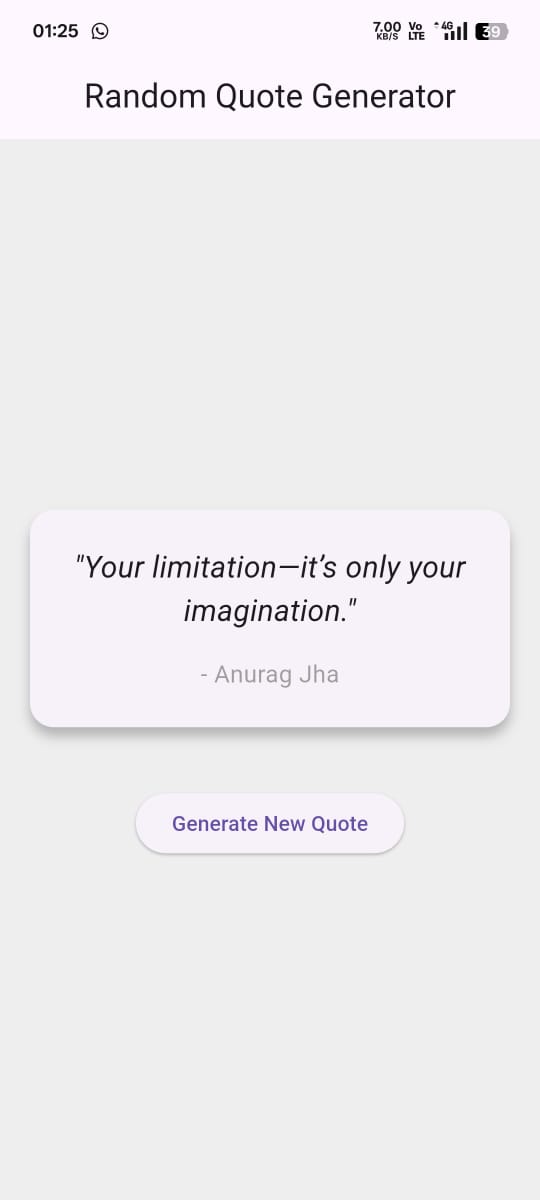 01:25
7.00 KB/S Vo LTE 4G 39
Random Quote Generator
"Your limitation—it’s only your
imagination."
- Anurag Jha
Generate New Quote